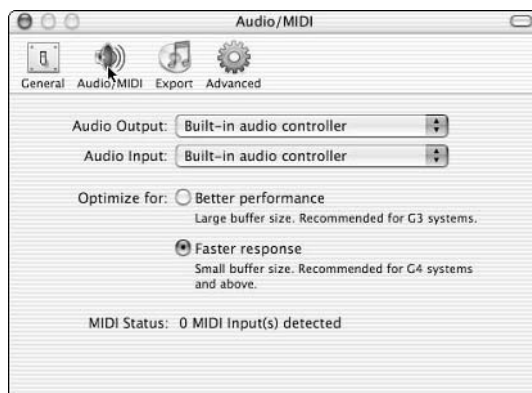 Audio/MIDI
General Audio/MIDI Export Advanced
Audio Output: Built-in audio controller
Audio Input: Built-in audio controller
Optimize for: Better performance
Large buffer size. Recommended for G3 systems.
Faster response
Small buffer size. Recommended for G4 systems
and above.
MIDI Status: 0 MIDI Input(s) detected